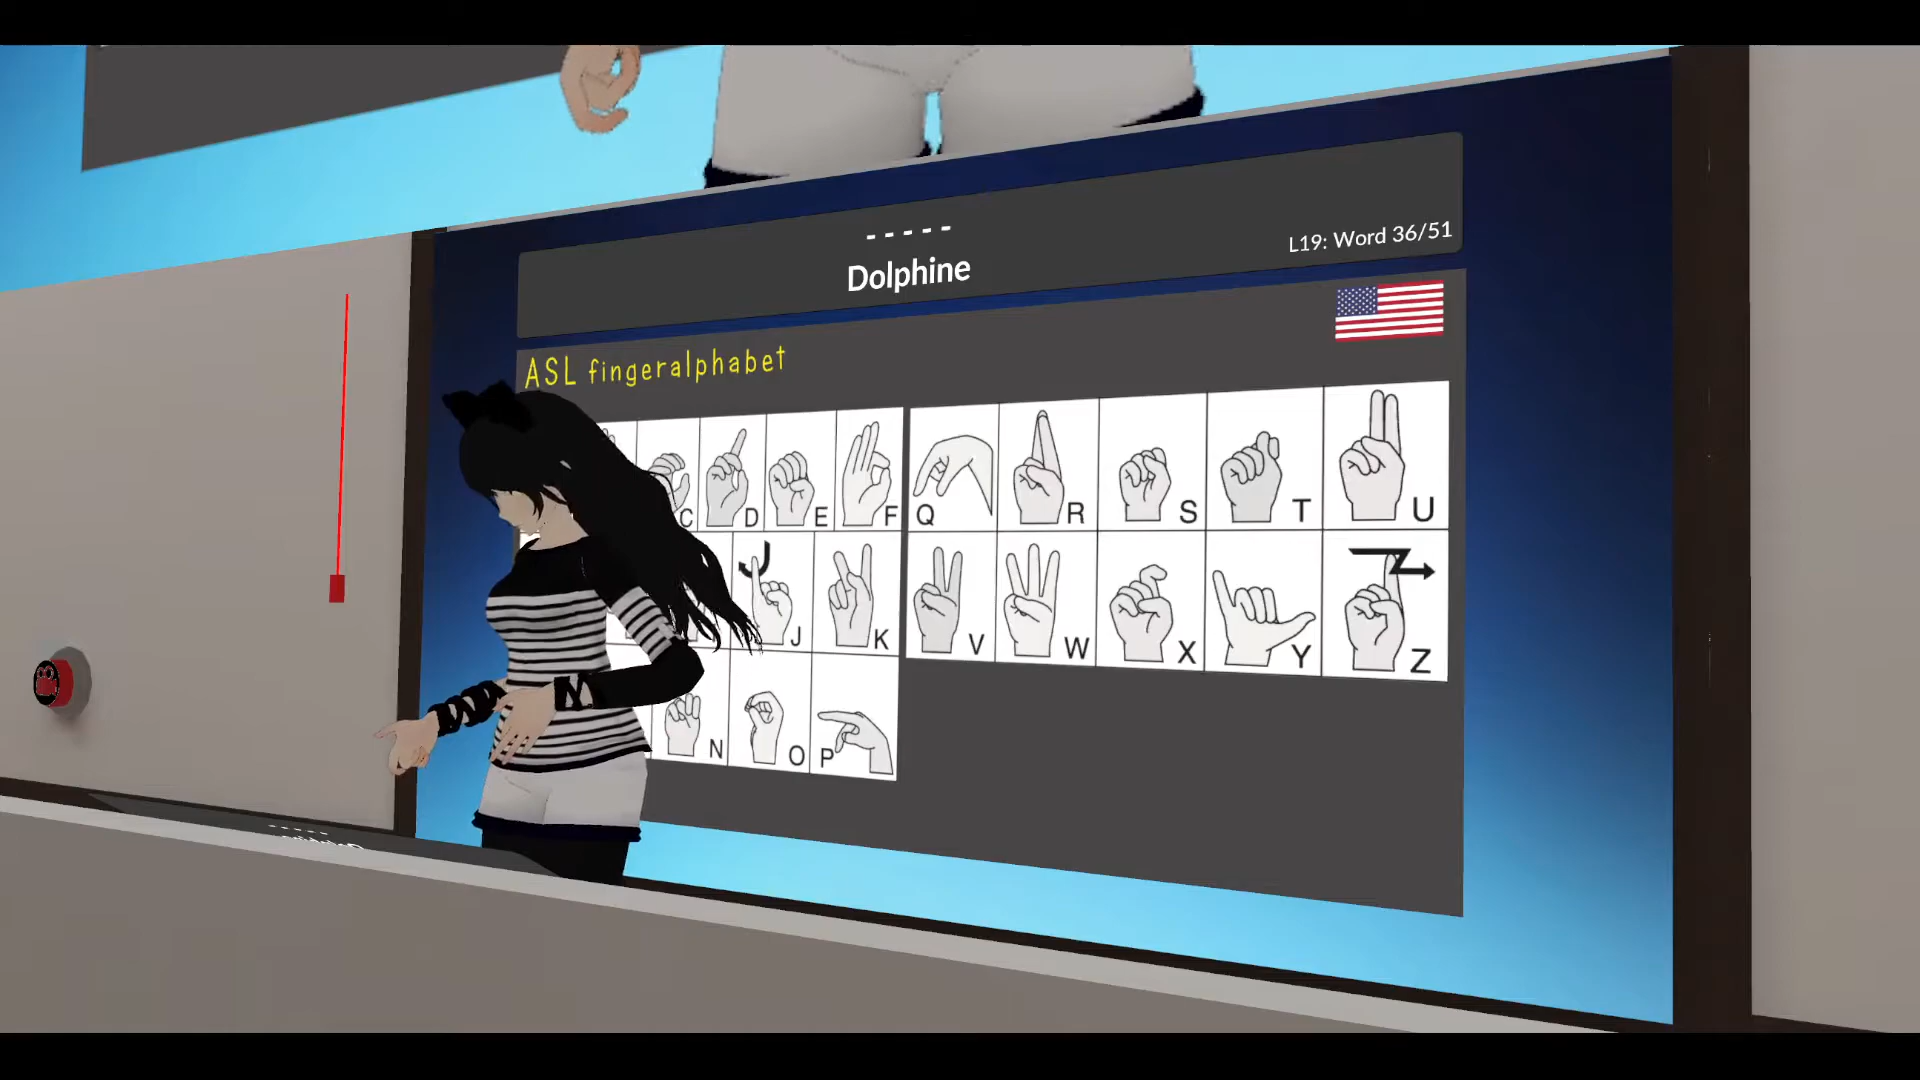 - - - - -
Dolphine
L19: Word 36/51
ASL fingeralphabet
C D E F Q R S T U
J K V W X Y Z
N O P